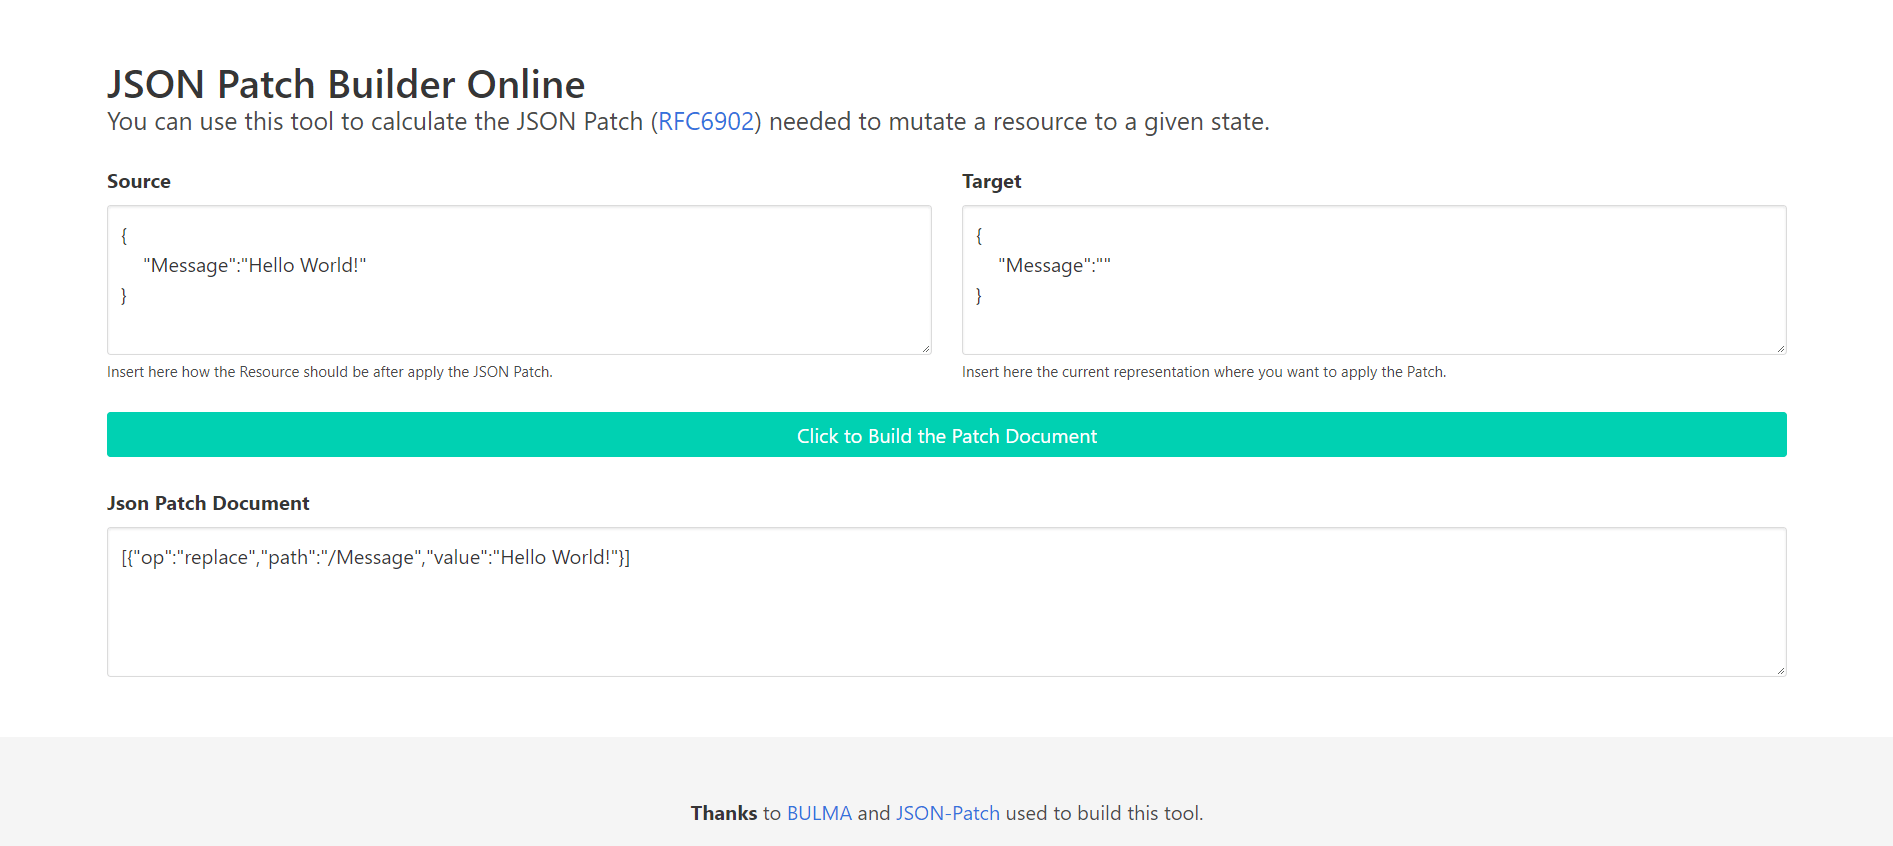 JSON Patch Builder Online
You can use this tool to calculate the JSON Patch (RFC6902) needed to mutate a resource to a given state.
Source
{
"Message":"Hello World!"
}
Insert here how the Resource should be after apply the JSON Patch.
Target
{
"Message":""
}
Insert here the current representation where you want to apply the Patch.
Click to Build the Patch Document
Json Patch Document
[{"op":"replace","path":"/Message","value":"Hello World!"}]
Thanks to BULMA and JSON-Patch used to build this tool.